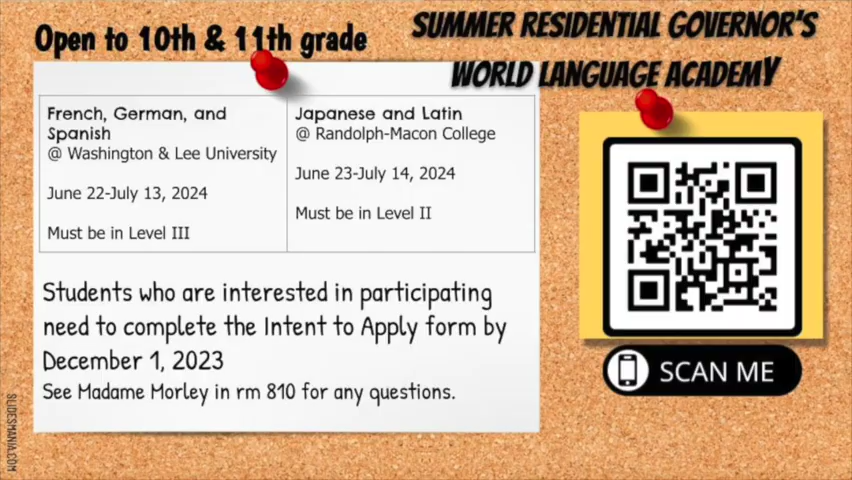 Open to 10th & 11th grade
SUMMER RESIDENTIAL GOVERNOR'S
WORLD LANGUAGE ACADEMY
French, German, and
Spanish
@ Washington & Lee University
June 22-July 13, 2024
Must be in Level III
Japanese and Latin
@ Randolph-Macon College
June 23-July 14, 2024
Must be in Level II
Students who are interested in participating
need to complete the Intent to Apply form by
December 1, 2023
See Madame Morley in rm 810 for any questions.
SCAN ME
SLIDESMANIA.COM